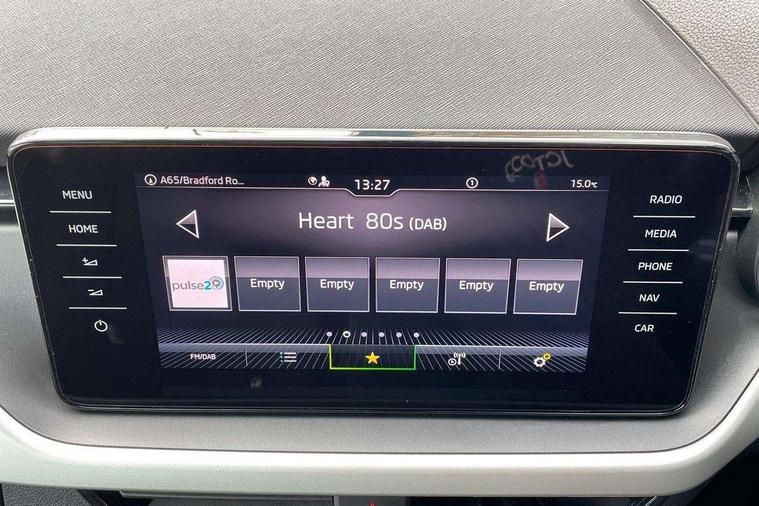 A65/Bradford Ro...
13:27
1
15.0°C
MENU
HOME
Heart 80s (DAB)
pulse2
Empty
Empty
Empty
Empty
Empty
FM/DAB
RADIO
MEDIA
PHONE
NAV
CAR